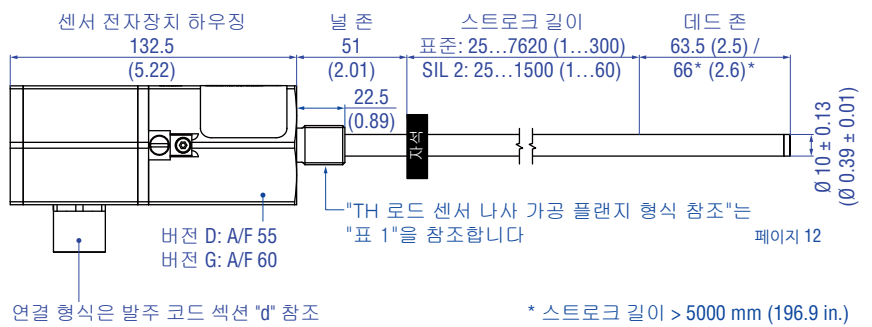 센서 전자장치 하우징
132.5
(5.22)
널 존
51
(2.01)
스트로크 길이
표준: 25…7620 (1…300)
SIL 2: 25…1500 (1…60)
데드 존
63.5 (2.5) /
66* (2.6)*
22.5
(0.89)
자석
Ø 10 ± 0.13
(Ø 0.39 ± 0.01)
"TH 로드 센서 나사 가공 플랜지 형식 참조"는
"표 1"을 참조합니다
페이지 12
버전 D: A/F 55
버전 G: A/F 60
연결 형식은 발주 코드 섹션 "d" 참조
* 스트로크 길이 > 5000 mm (196.9 in.)